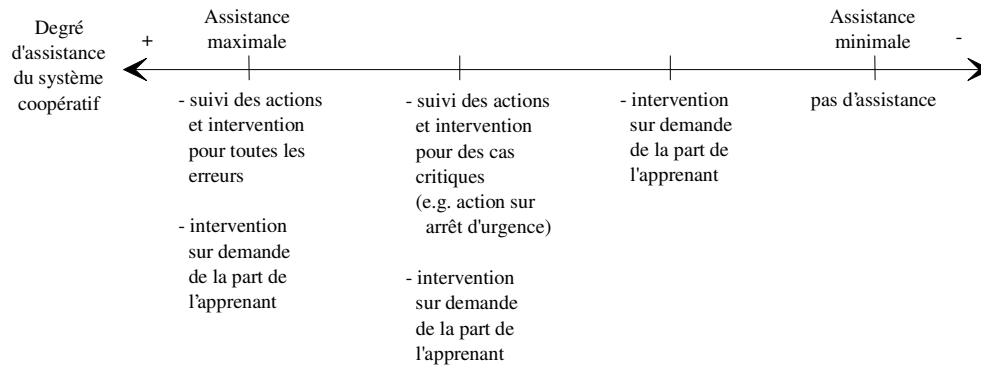 Degré
d'assistance
du système
coopératif
+
Assistance
maximale
Assistance
minimale
-
- suivi des actions
et intervention
pour toutes les
erreurs
- intervention
sur demande
de la part de
l'apprenant
- suivi des actions
et intervention
pour des cas
critiques
(e.g. action sur
arrêt d'urgence)
- intervention
sur demande
de la part de
l'apprenant
- intervention
sur demande
de la part de
l'apprenant
pas d'assistance